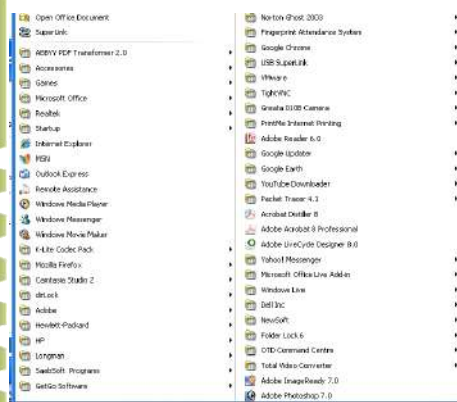 Open Office Document
Super Link
ABBYY PDF Transformer 2.0
Accessories
Games
Microsoft Office
Realtek
Startup
Internet Explorer
MSN
Outlook Express
Remote Assistance
Windows Media Player
Windows Messenger
Windows Movie Maker
K-Lite Codec Pack
Mozilla Firefox
Camtasia Studio 2
dirLock
Adobe
Hewlett-Packard
HP
Longman
SaebSoft Programs
GetGo Software
Norton Ghost 2003
Fingerprint Attendance System
Google Chrome
USB SuperLink
VMware
TightVNC
Greata 0108 Camera
PrintMe Internet Printing
Adobe Reader 6.0
Google Updater
Google Earth
YouTube Downloader
Packet Tracer 4.1
Acrobat Distiller 8
Adobe Acrobat 8 Professional
Adobe LiveCycle Designer 8.0
Yahoo! Messenger
Microsoft Office Live Add-in
Windows Live
Dell Inc
NewSoft
Folder Lock 6
OTD Command Centre
Total Video Converter
Adobe ImageReady 7.0
Adobe Photoshop 7.0